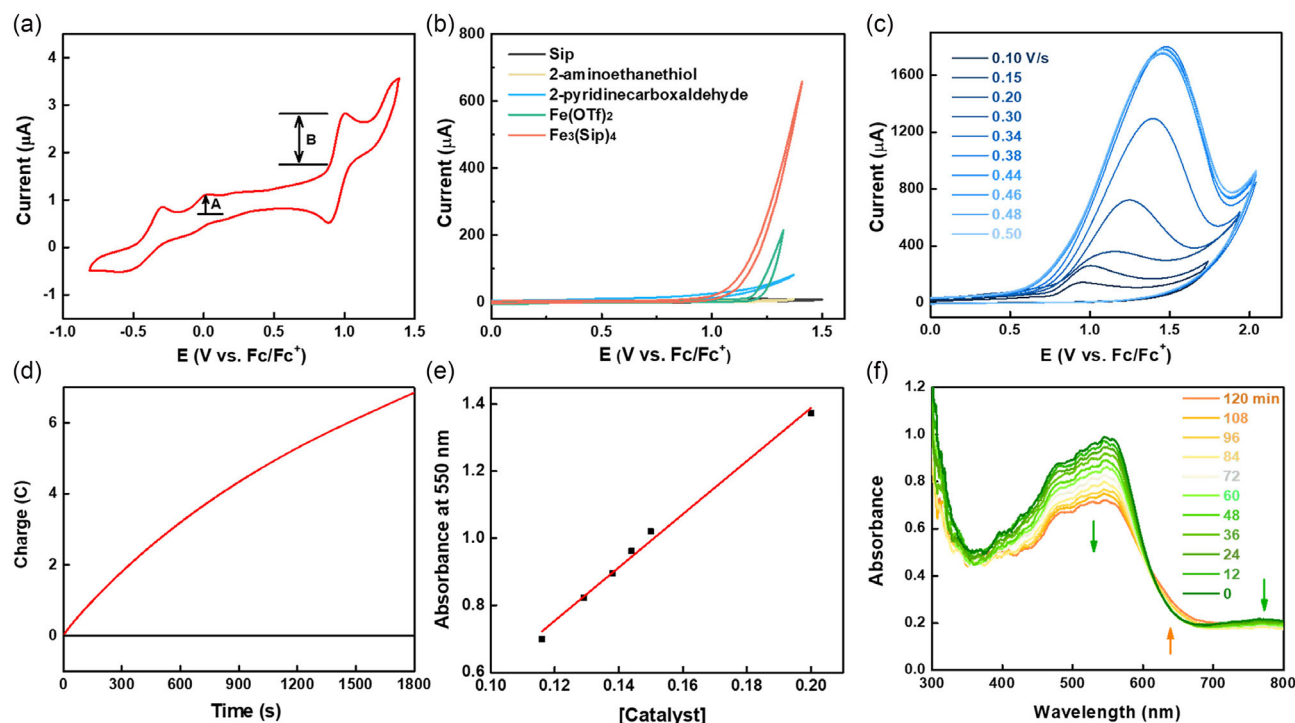 (a)
4
3
2
1
0
-1
Current (μA)
A
B
-1.0 -0.5 0.0 0.5 1.0 1.5
E (V vs. Fc/Fc⁺)
(b)
800
600
400
200
0
Current (μA)
Sip
2-aminoethanethiol
2-pyridinecarboxaldehyde
Fe(OTf)₂
Fe₃(Sip)₄
0.0 0.5 1.0 1.5
E (V vs. Fc/Fc⁺)
(c)
1600
1200
800
400
0
Current (μA)
0.10 V/s
0.15
0.20
0.30
0.34
0.38
0.44
0.46
0.48
0.50
0.0 0.5 1.0 1.5 2.0
E (V vs. Fc/Fc⁺)
(d)
6
4
2
0
Charge (C)
0 300 600 900 1200 1500 1800
Time (s)
(e)
1.4
1.2
1.0
0.8
0.6
Absorbance at 550 nm
0.10 0.12 0.14 0.16 0.18 0.20
[Catalyst]
(f)
1.2
1.0
0.8
0.6
0.4
0.2
0.0
Absorbance
120 min
108
96
84
72
60
48
36
24
12
0
300 400 500 600 700 800
Wavelength (nm)